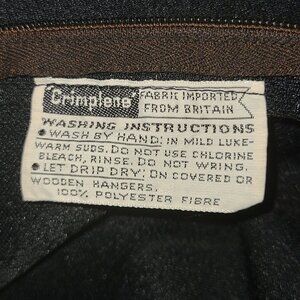 'Crimplene' FABRIC IMPORTED
FROM BRITAIN
WASHING INSTRUCTIONS
• WASH BY HAND: IN MILD LUKE-
WARM SUDS. DO NOT USE CHLORINE
BLEACH, RINSE. DO NOT WRING.
• LET DRIP DRY: ON COVERED OR
WOODEN HANGERS.
100% POLYESTER FIBRE